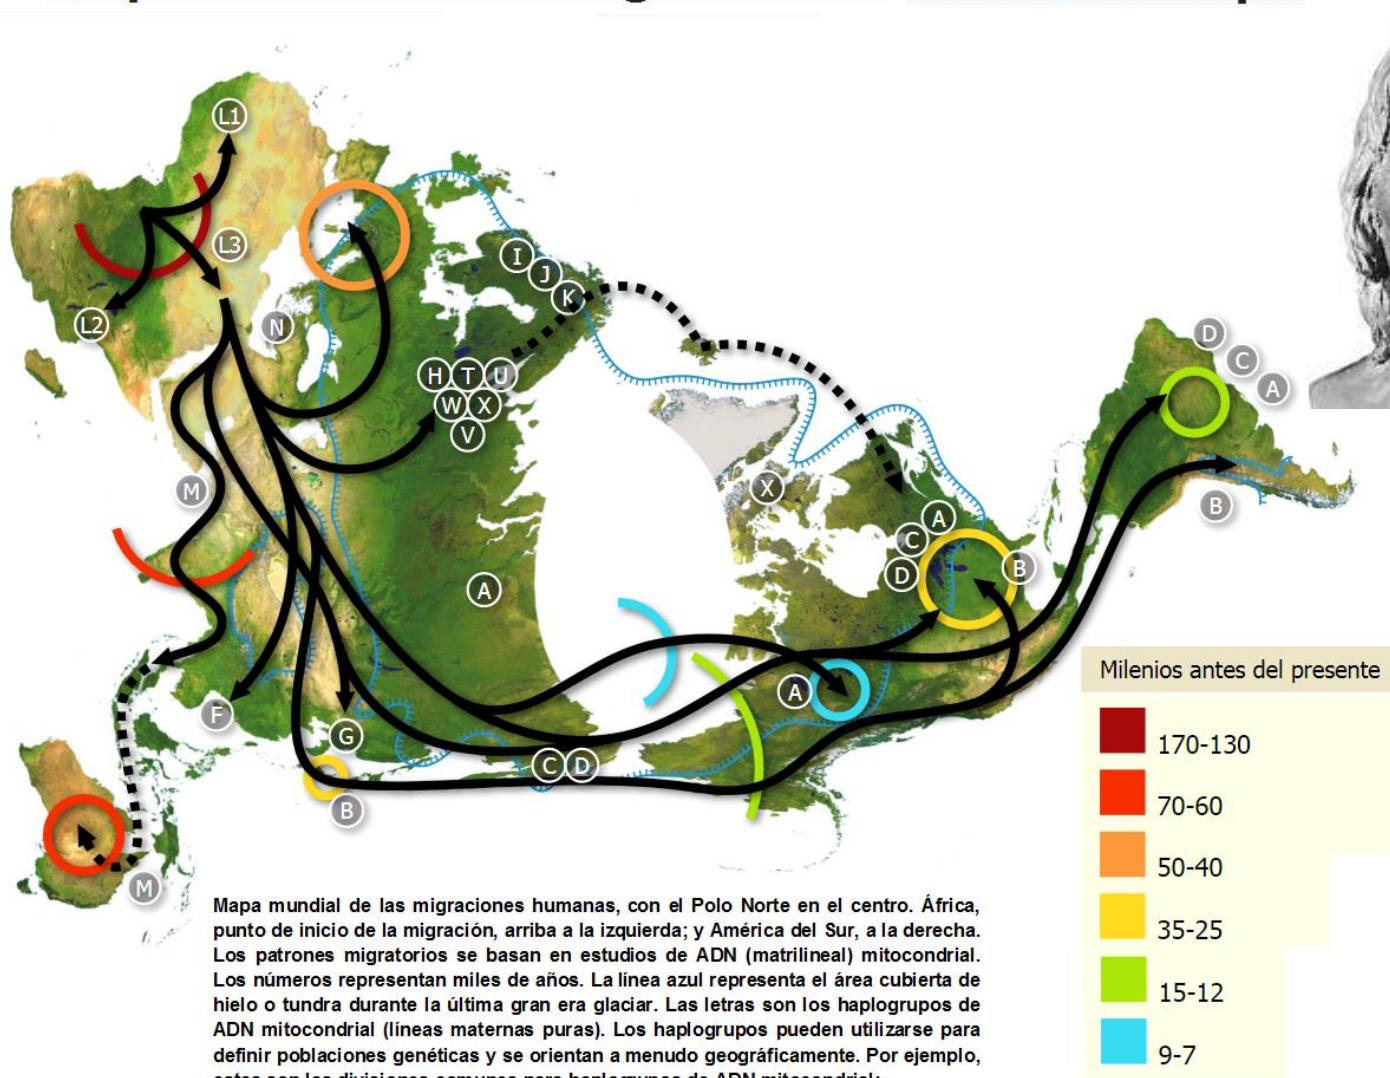 L1
L3
L2
N
I
J
K
H T U
W X
V
M
X
A
C
D
B
D
C
A
B
A
A
F
G
C D
B
M
Milenios antes del presente
170-130
70-60
50-40
35-25
15-12
9-7
Mapa mundial de las migraciones humanas, con el Polo Norte en el centro. África,
punto de inicio de la migración, arriba a la izquierda; y América del Sur, a la derecha.
Los patrones migratorios se basan en estudios de ADN (matrilineal) mitocondrial.
Los números representan miles de años. La línea azul representa el área cubierta de
hielo o tundra durante la última gran era glaciar. Las letras son los haplogrupos de
ADN mitocondrial (líneas maternas puras). Los haplogrupos pueden utilizarse para
definir poblaciones genéticas y se orientan a menudo geográficamente. Por ejemplo,